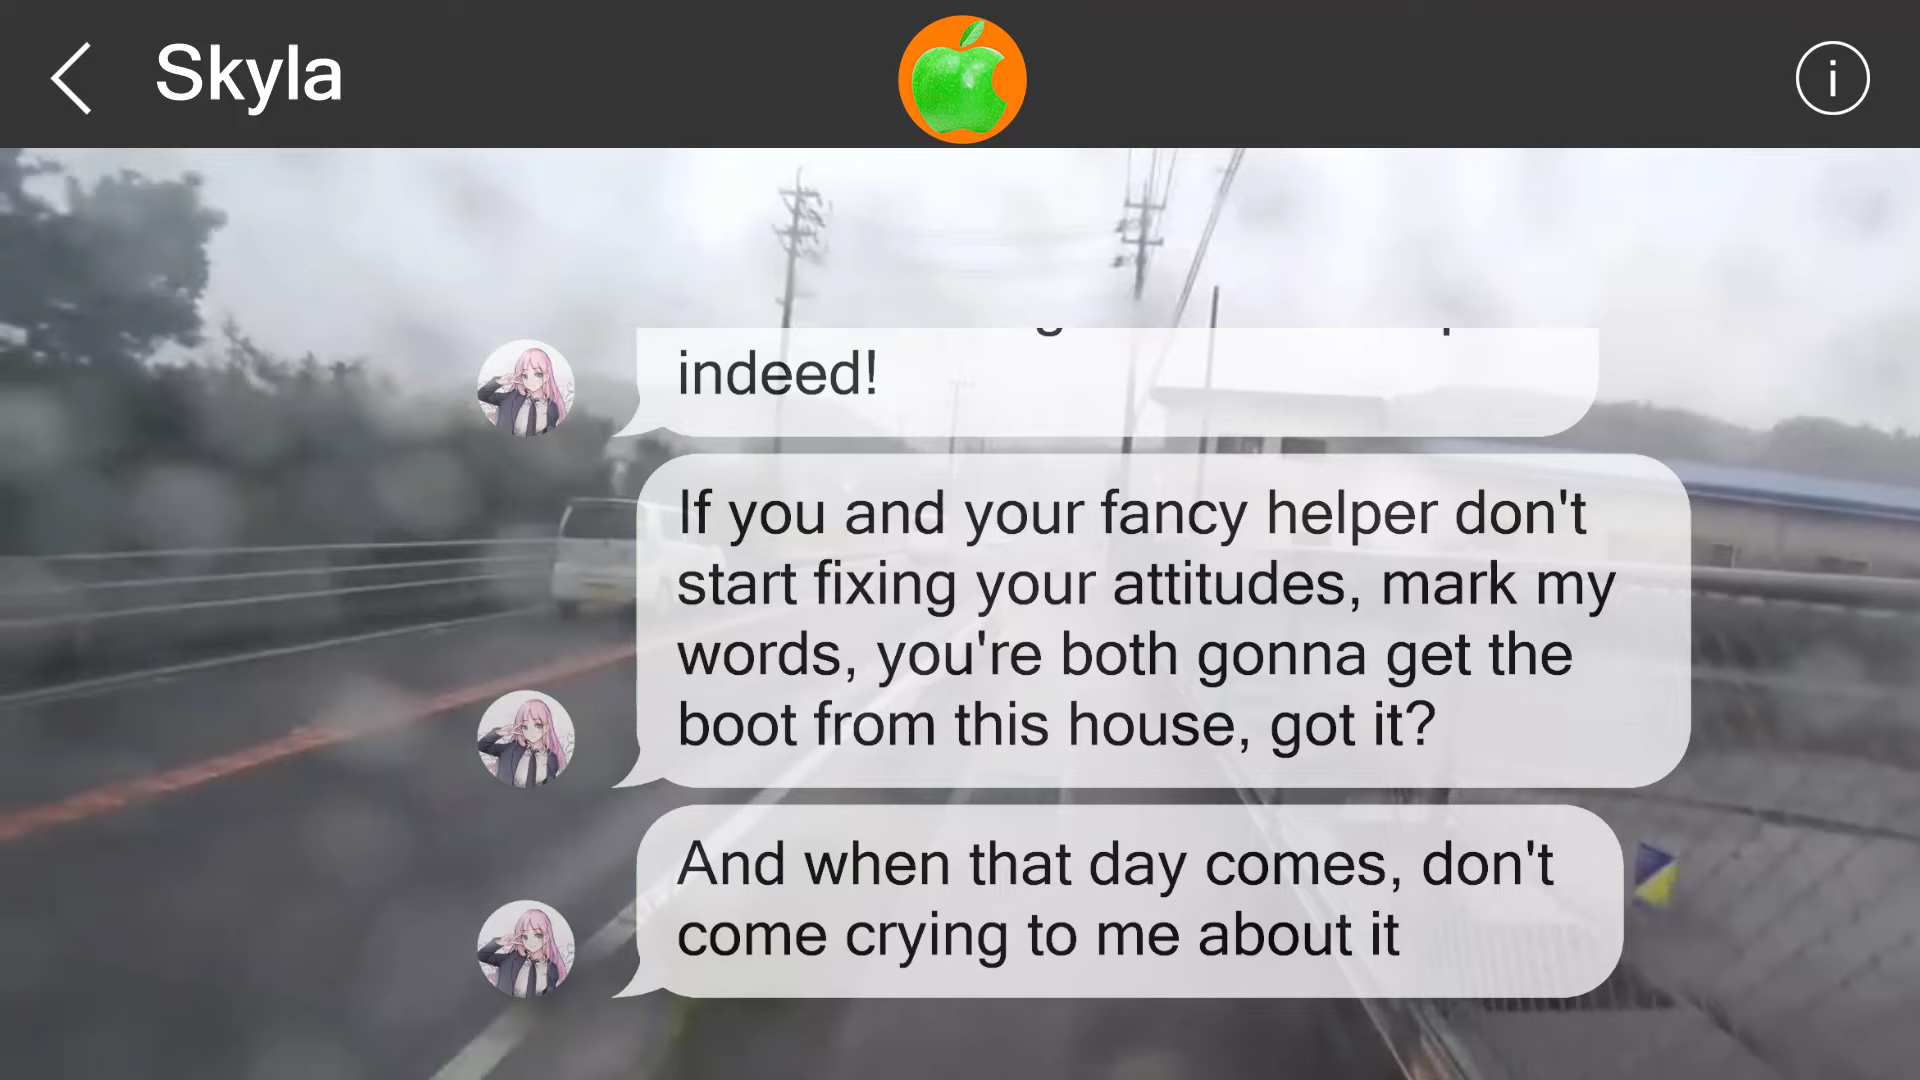 Skyla
indeed!
If you and your fancy helper don't
start fixing your attitudes, mark my
words, you're both gonna get the
boot from this house, got it?
And when that day comes, don't
come crying to me about it